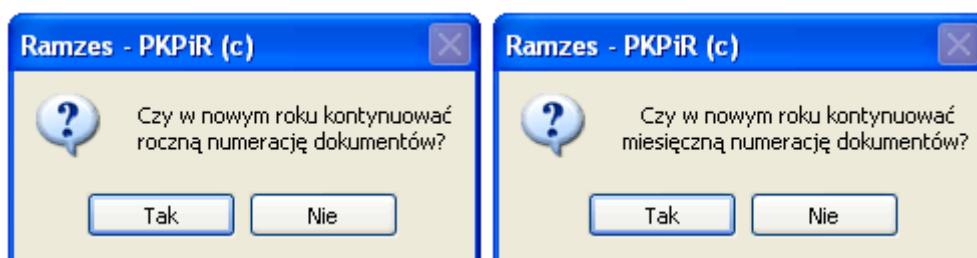 Ramzes - PKPiR (c)
Czy w nowym roku kontynuować
roczną numerację dokumentów?
Tak Nie
Ramzes - PKPiR (c)
Czy w nowym roku kontynuować
miesięczną numerację dokumentów?
Tak Nie